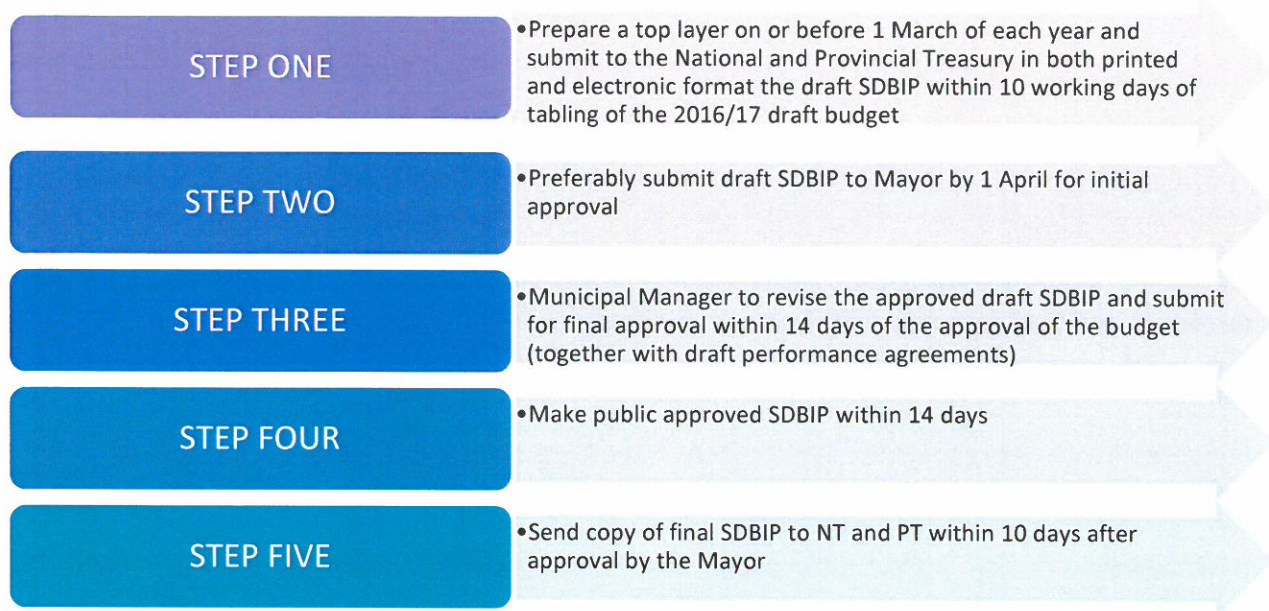 STEP ONE
•Prepare a top layer on or before 1 March of each year and
submit to the National and Provincial Treasury in both printed
and electronic format the draft SDBIP within 10 working days of
tabling of the 2016/17 draft budget
STEP TWO
•Preferably submit draft SDBIP to Mayor by 1 April for initial
approval
STEP THREE
•Municipal Manager to revise the approved draft SDBIP and submit
for final approval within 14 days of the approval of the budget
(together with draft performance agreements)
STEP FOUR
•Make public approved SDBIP within 14 days
STEP FIVE
•Send copy of final SDBIP to NT and PT within 10 days after
approval by the Mayor